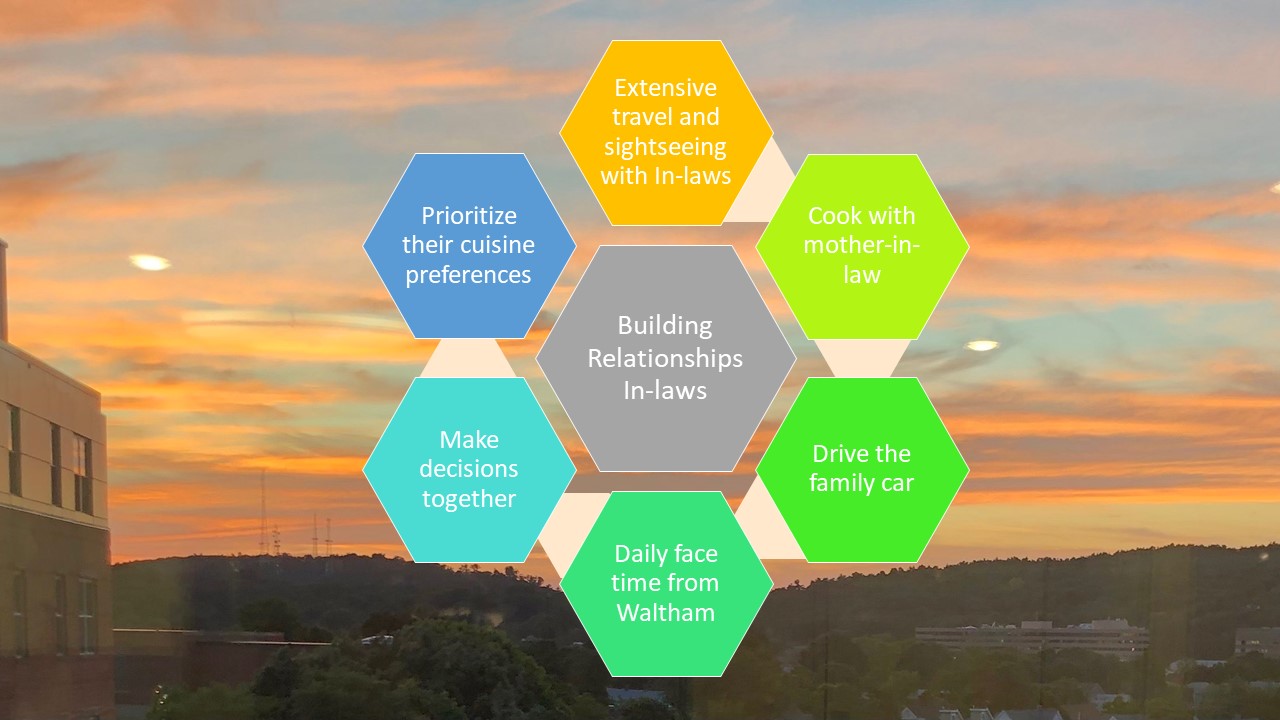 Extensive
travel and
sightseeing
with In-laws
Cook with
mother-in-
law
Drive the
family car
Daily face
time from
Waltham
Make
decisions
together
Prioritize
their cuisine
preferences
Building
Relationships
In-laws